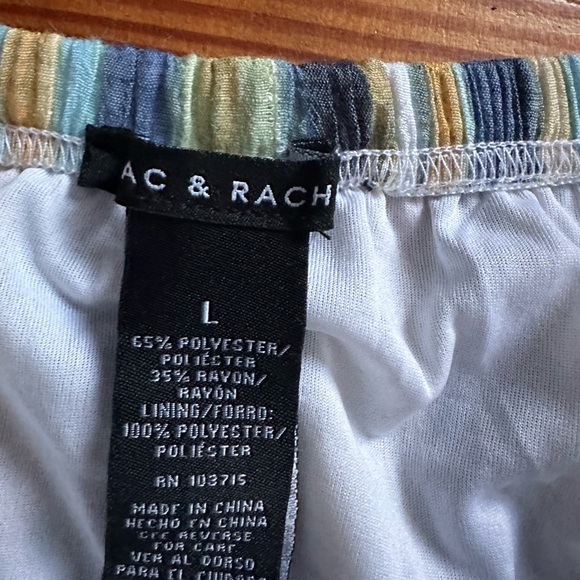 AC & RACH
L
65% POLYESTER/
POLIÉSTER
35% RAYON/
RAYÓN
LINING/FORRO:
100% POLYESTER/
POLIÉSTER
RN 103715
MADE IN CHINA
HECHO EN CHINA
SEE REVERSE
FOR CARE
VER AL DORSO
PARA EL CUIDADO